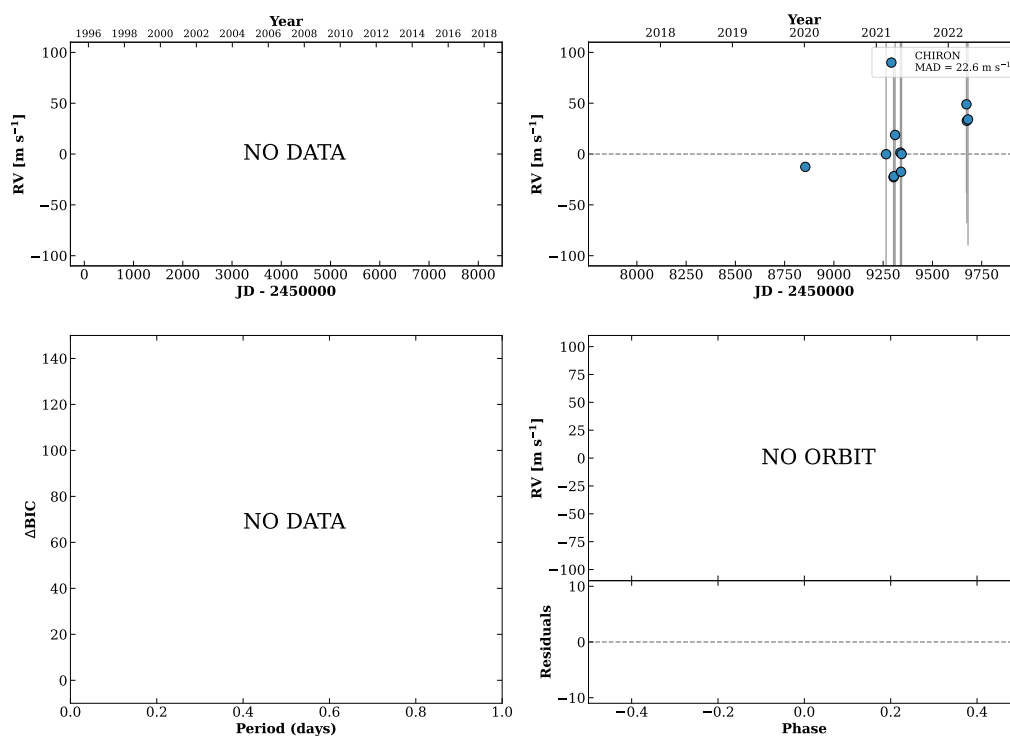 Year
1996 1998 2000 2002 2004 2006 2008 2010 2012 2014 2016 2018
100
50
0
−50
−100
RV [m s⁻¹]
NO DATA
0 1000 2000 3000 4000 5000 6000 7000 8000
JD - 2450000
Year
2018 2019 2020 2021 2022
100
50
0
−50
−100
RV [m s⁻¹]
CHIRON
MAD = 22.6 m s⁻¹
8000 8250 8500 8750 9000 9250 9500 9750
JD - 2450000
140
120
100
80
60
40
20
0
ΔBIC
NO DATA
0.0 0.2 0.4 0.6 0.8 1.0
Period (days)
100
75
50
25
0
−25
−50
−75
−100
RV [m s⁻¹]
NO ORBIT
10
0
−10
Residuals
−0.4 −0.2 0.0 0.2 0.4
Phase